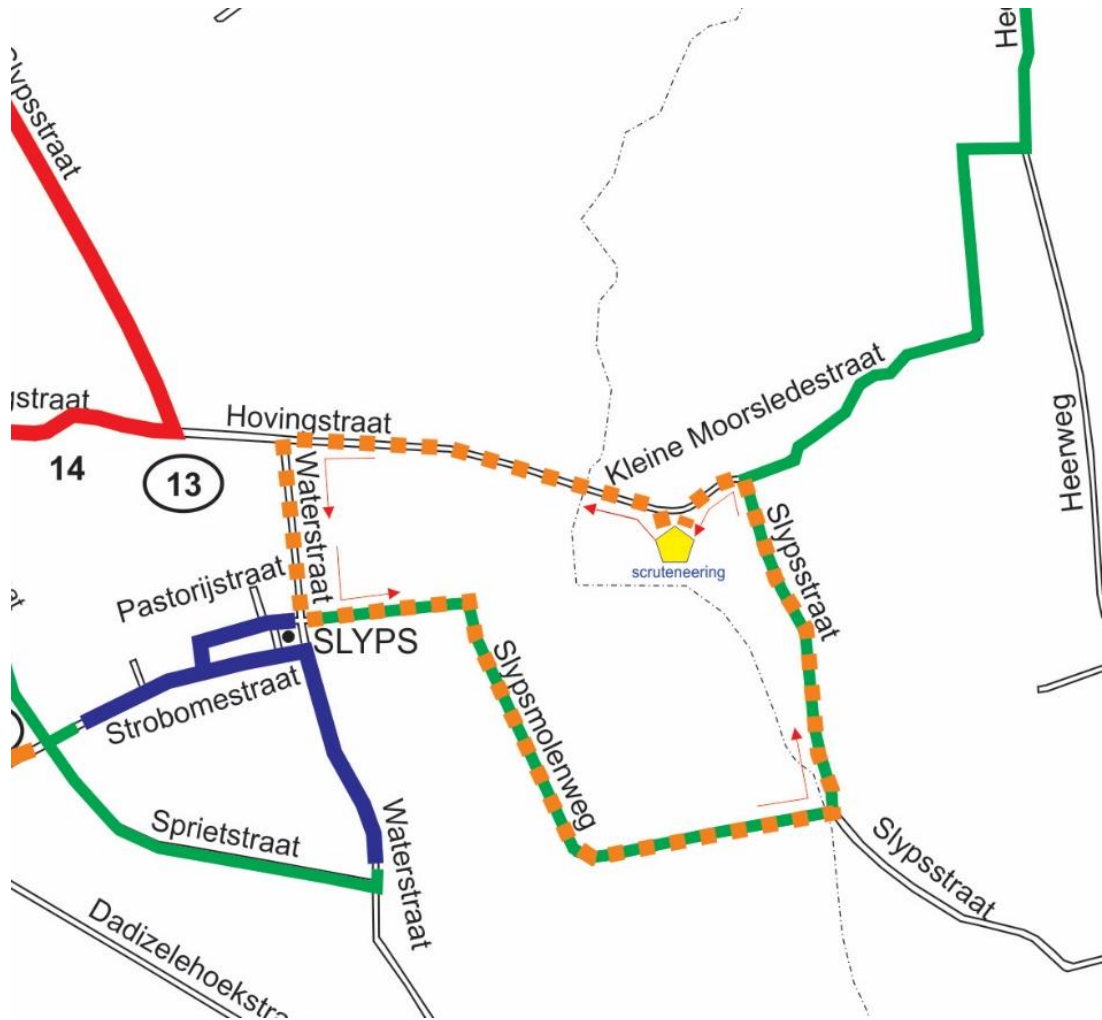 Slypsstraat
Hee
gstraat
Hovingstraat
14
13
Waterstraat
Kleine Moorsledestraat
Heerweg
scruteneering
Slypsstraat
Pastorijstraat
SLYPS
Strobomestraat
Slypsmolenweg
Sprietstraat
Waterstraat
Slypsstraat
Dadizelehoekstra